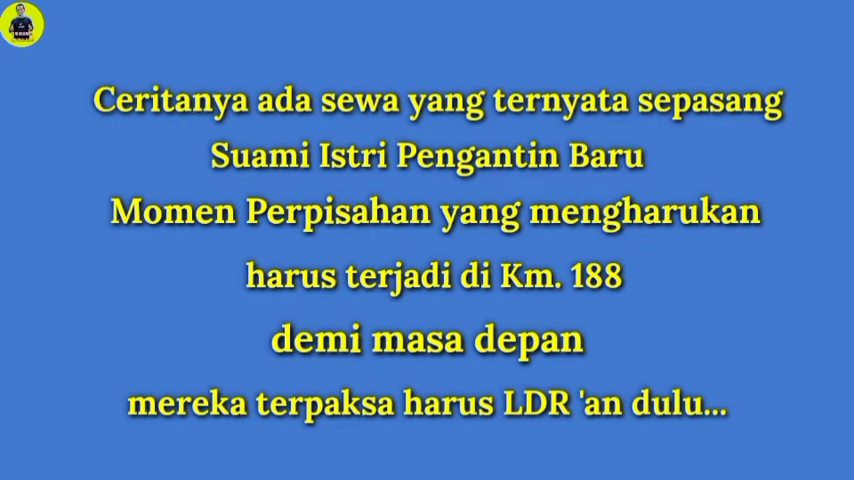 Ceritanya ada sewa yang ternyata sepasang
Suami Istri Pengantin Baru
Momen Perpisahan yang mengharukan
harus terjadi di Km. 188
demi masa depan
mereka terpaksa harus LDR 'an dulu...